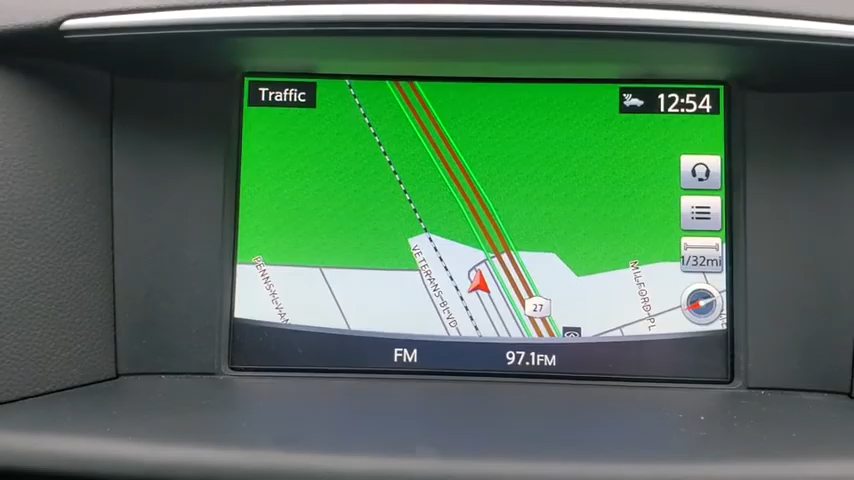 Traffic
12:54
1/32mi
PENNSYLVAN
VETERANS-BLVD
MILFORD-PL
27
FM
97.1FM